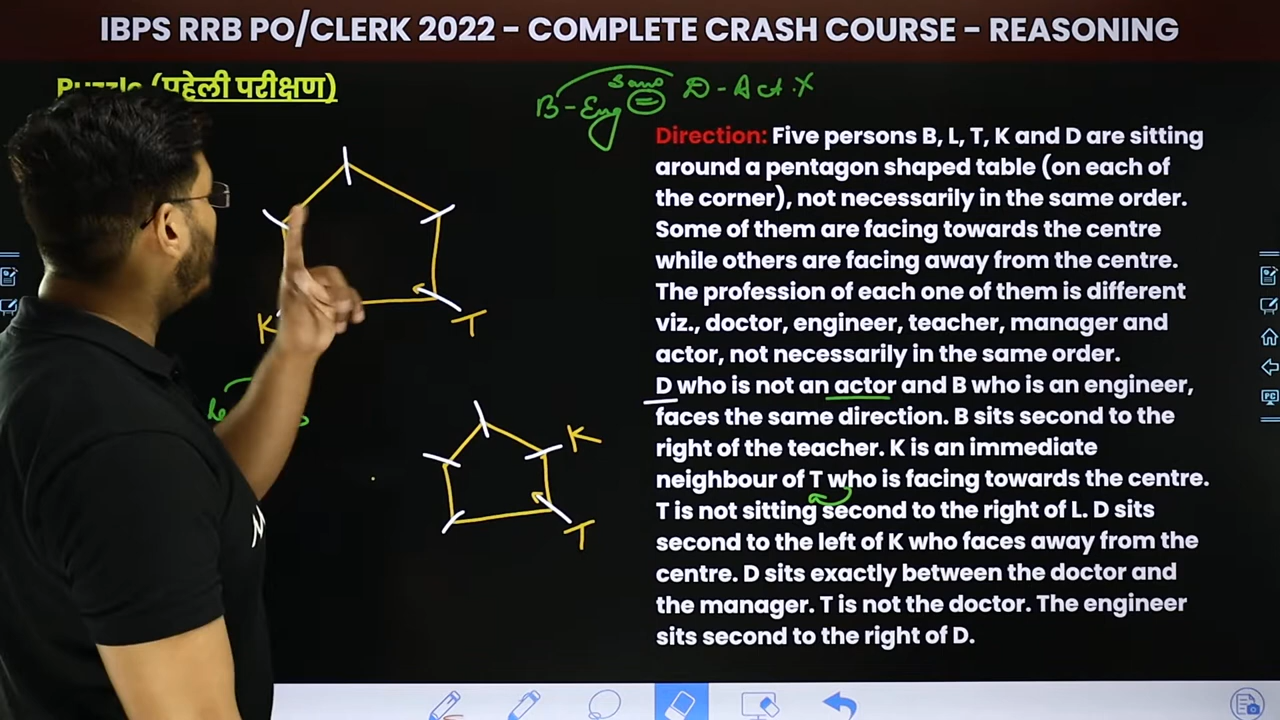 IBPS RRB PO/CLERK 2022 - COMPLETE CRASH COURSE - REASONING
Puzzle (पहेली परीक्षण)
B-Eng same D-Act.X
Direction: Five persons B, L, T, K and D are sitting
around a pentagon shaped table (on each of
the corner), not necessarily in the same order.
Some of them are facing towards the centre
while others are facing away from the centre.
The profession of each one of them is different
viz., doctor, engineer, teacher, manager and
actor, not necessarily in the same order.
D who is not an actor and B who is an engineer,
faces the same direction. B sits second to the
right of the teacher. K is an immediate
neighbour of T who is facing towards the centre.
T is not sitting second to the right of L. D sits
second to the left of K who faces away from the
centre. D sits exactly between the doctor and
the manager. T is not the doctor. The engineer
sits second to the right of D.
K
T
K
T
PC